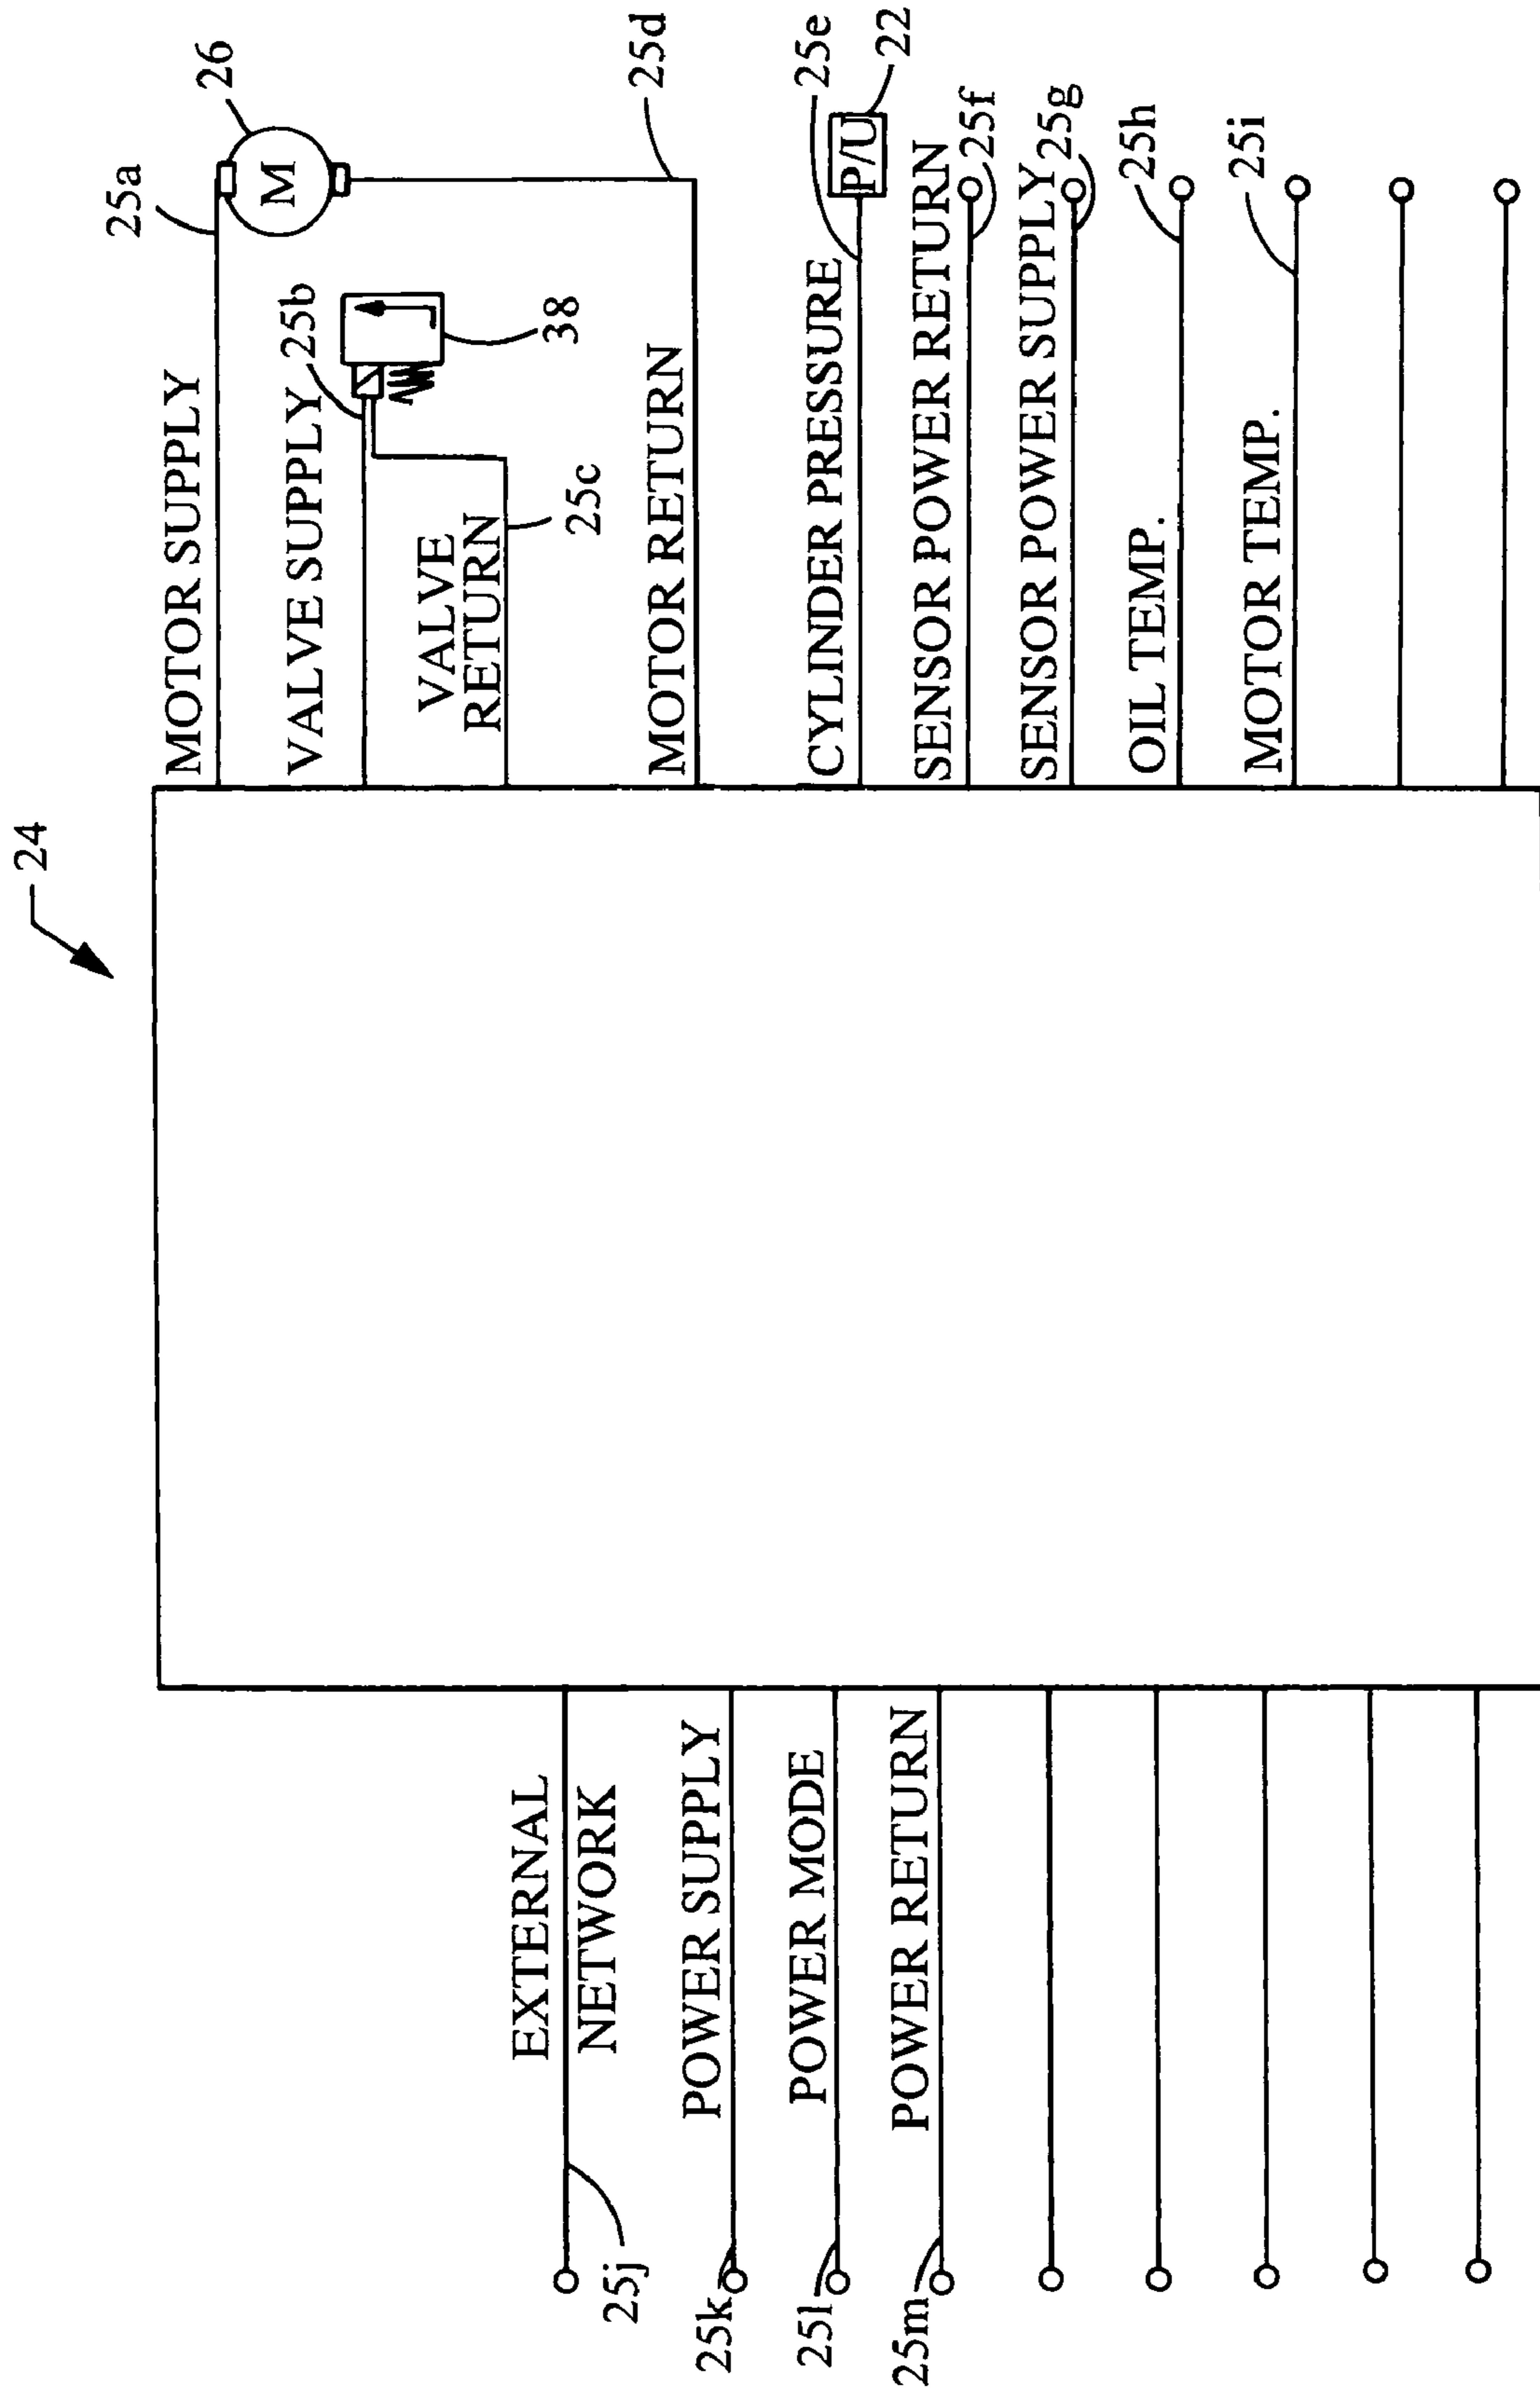 24
MOTOR SUPPLY
25a
26
M
VALVE SUPPLY
25b
38
VALVE
RETURN
25c
MOTOR RETURN
25d
CYLINDER PRESSURE
25e
P/U
22
SENSOR POWER RETURN
25f
SENSOR POWER SUPPLY
25g
OIL TEMP.
25h
MOTOR TEMP.
25i
EXTERNAL
NETWORK
25j
POWER SUPPLY
25k
POWER MODE
25l
POWER RETURN
25m